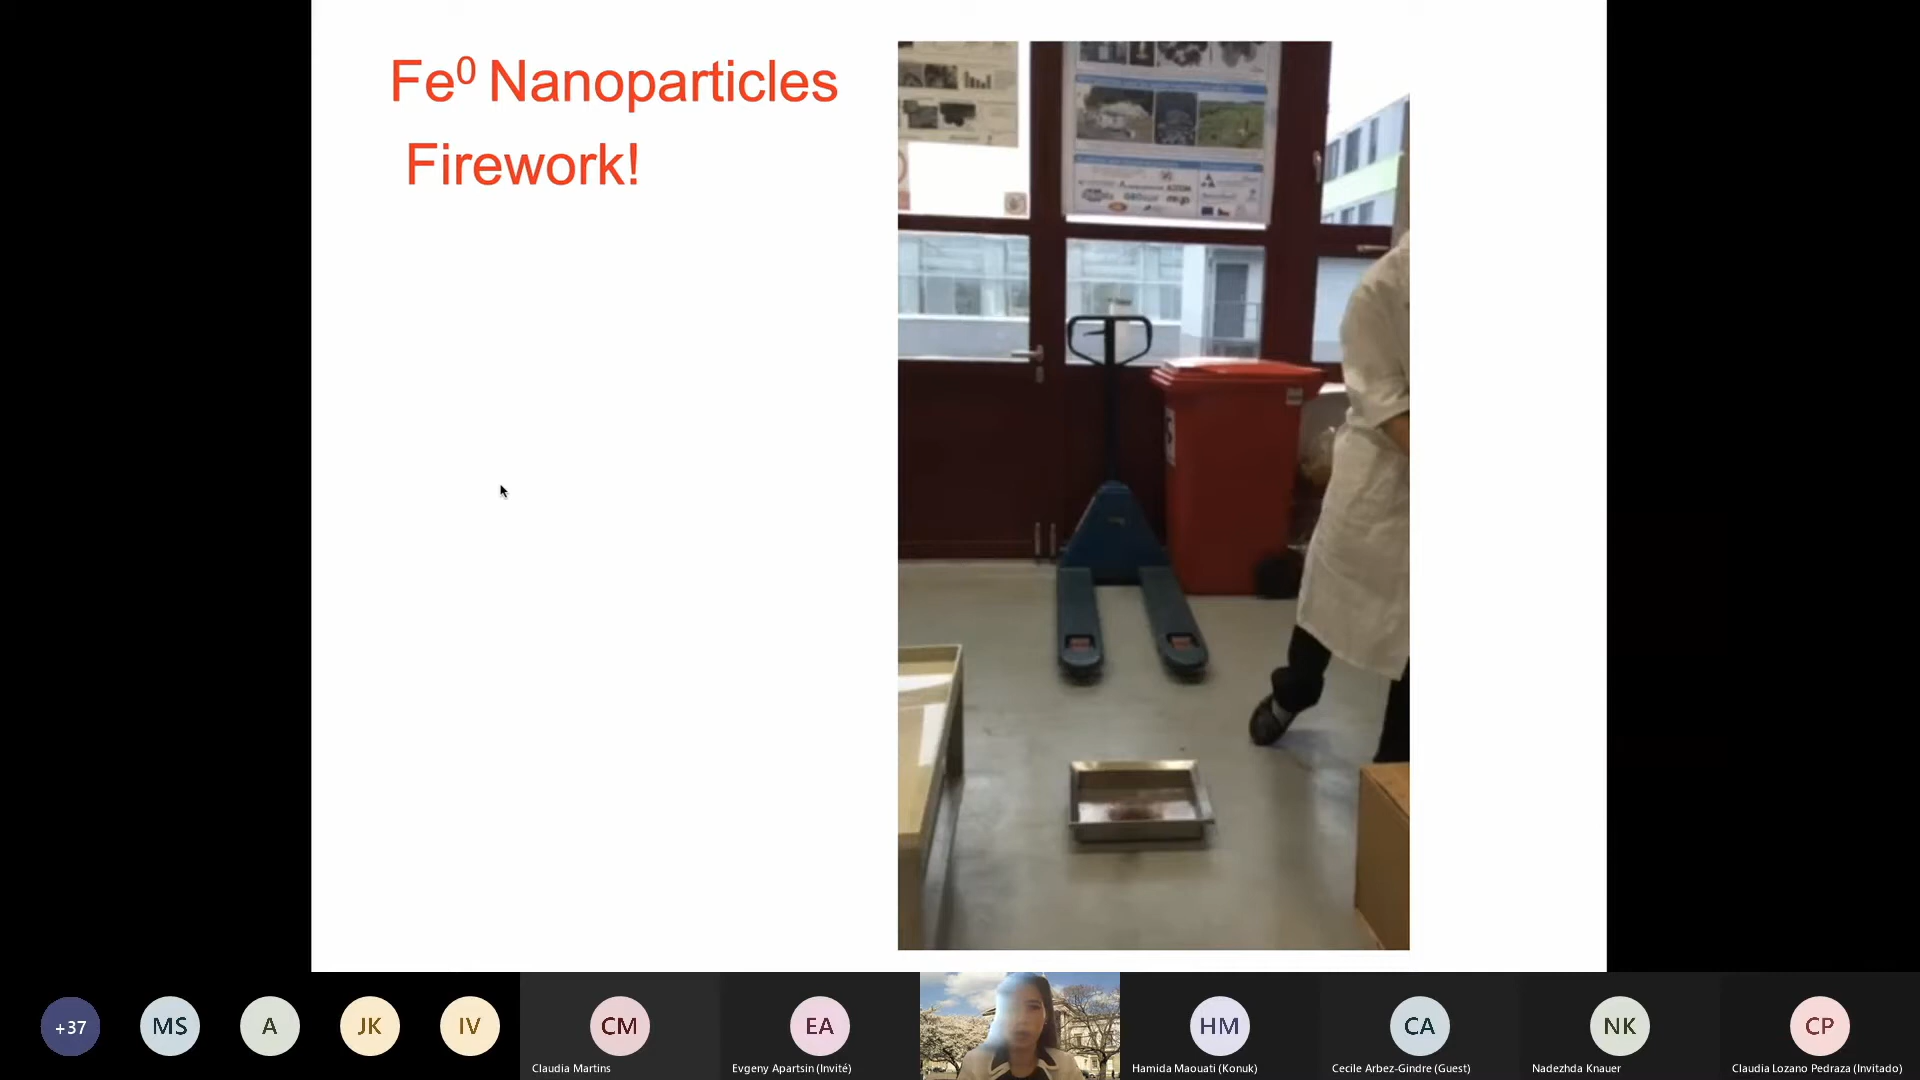 Fe⁰ Nanoparticles
Firework!
+37
MS
A
JK
IV
CM
EA
HM
CA
NK
CP
Claudia Martins
Evgeny Apartsin (Invité)
Hamida Maouati (Konuk)
Cecile Arbez-Gindre (Guest)
Nadezhda Knauer
Claudia Lozano Pedraza (Invitado)